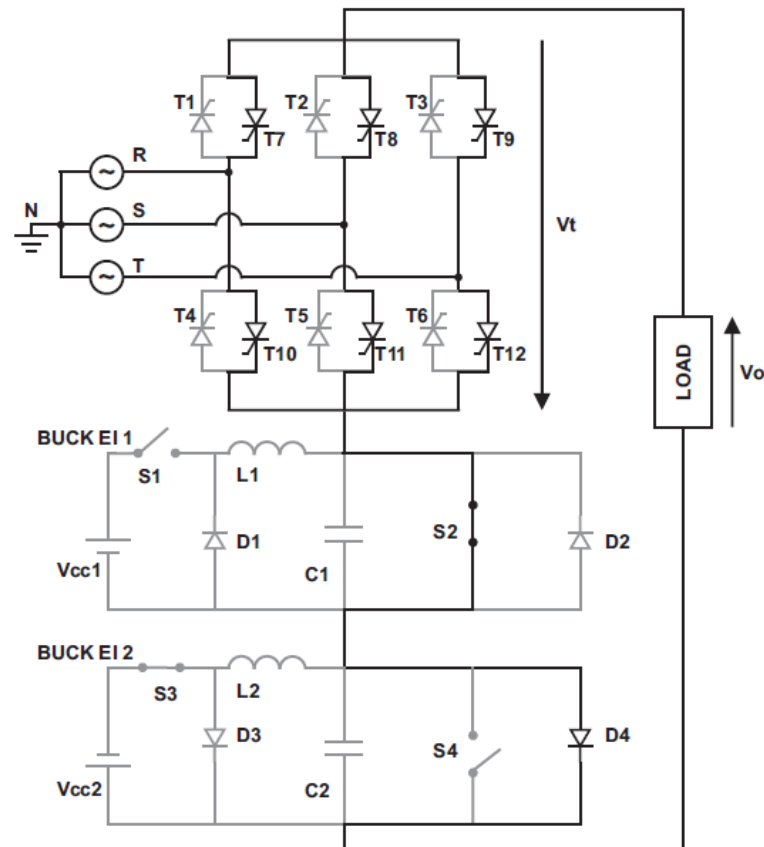 T1
T2
T3
T7
T8
T9
R
N
S
Vt
T
T4
T5
T6
T10
T11
T12
LOAD
Vo
BUCK EI 1
S1
L1
D1
S2
D2
Vcc1
C1
BUCK EI 2
S3
L2
D3
S4
D4
Vcc2
C2